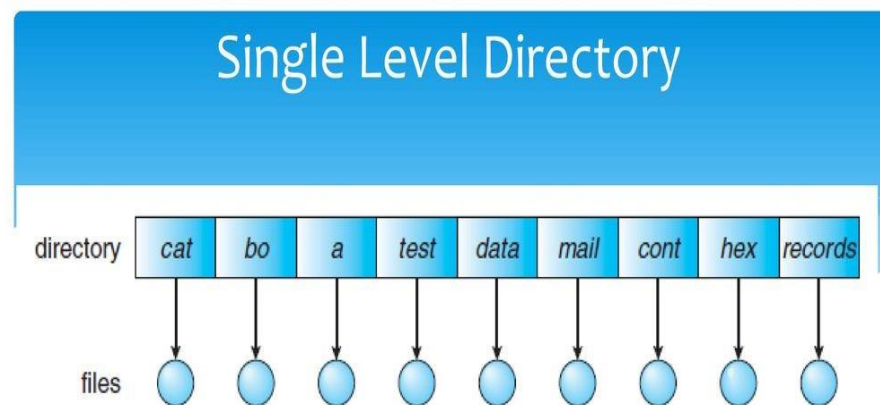 Single Level Directory
directory cat bo a test data mail cont hex records
files